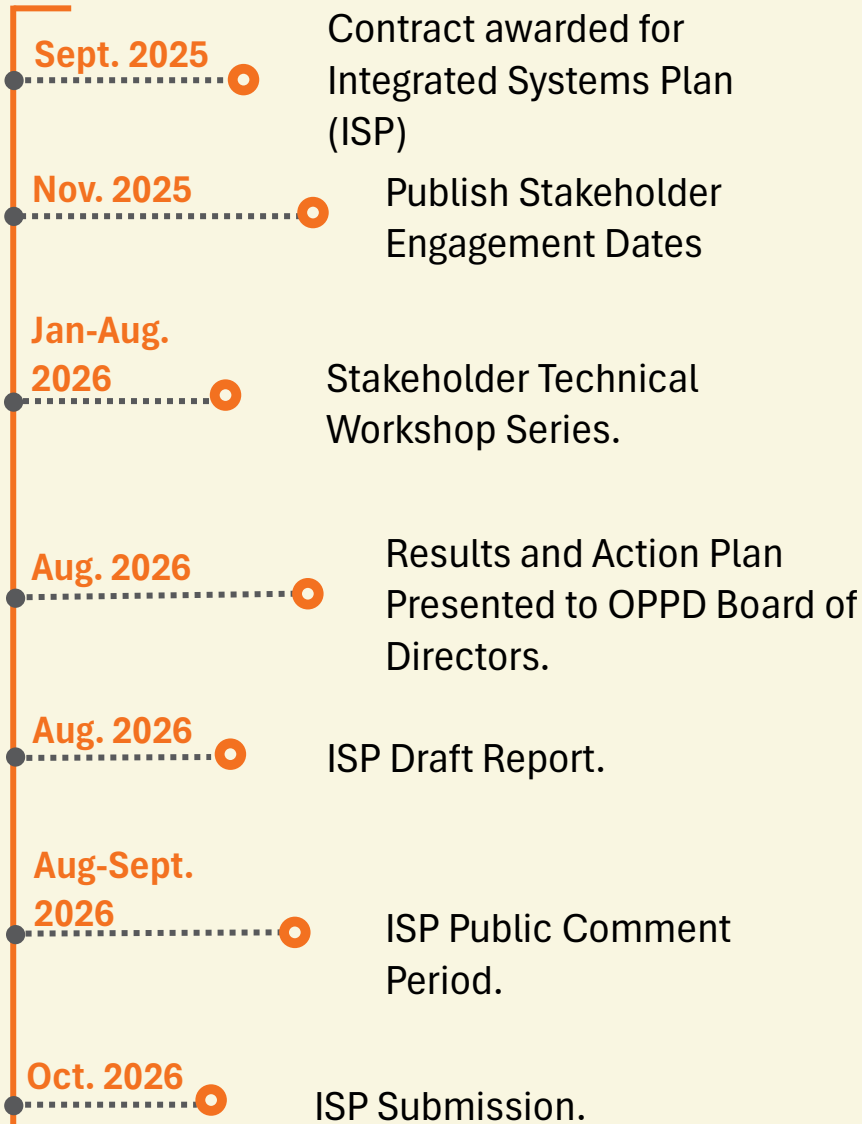 Sept. 2025
Contract awarded for
Integrated Systems Plan
(ISP)
Nov. 2025
Publish Stakeholder
Engagement Dates
Jan-Aug.
2026
Stakeholder Technical
Workshop Series.
Aug. 2026
Results and Action Plan
Presented to OPPD Board of
Directors.
Aug. 2026
ISP Draft Report.
Aug-Sept.
2026
ISP Public Comment
Period.
Oct. 2026
ISP Submission.